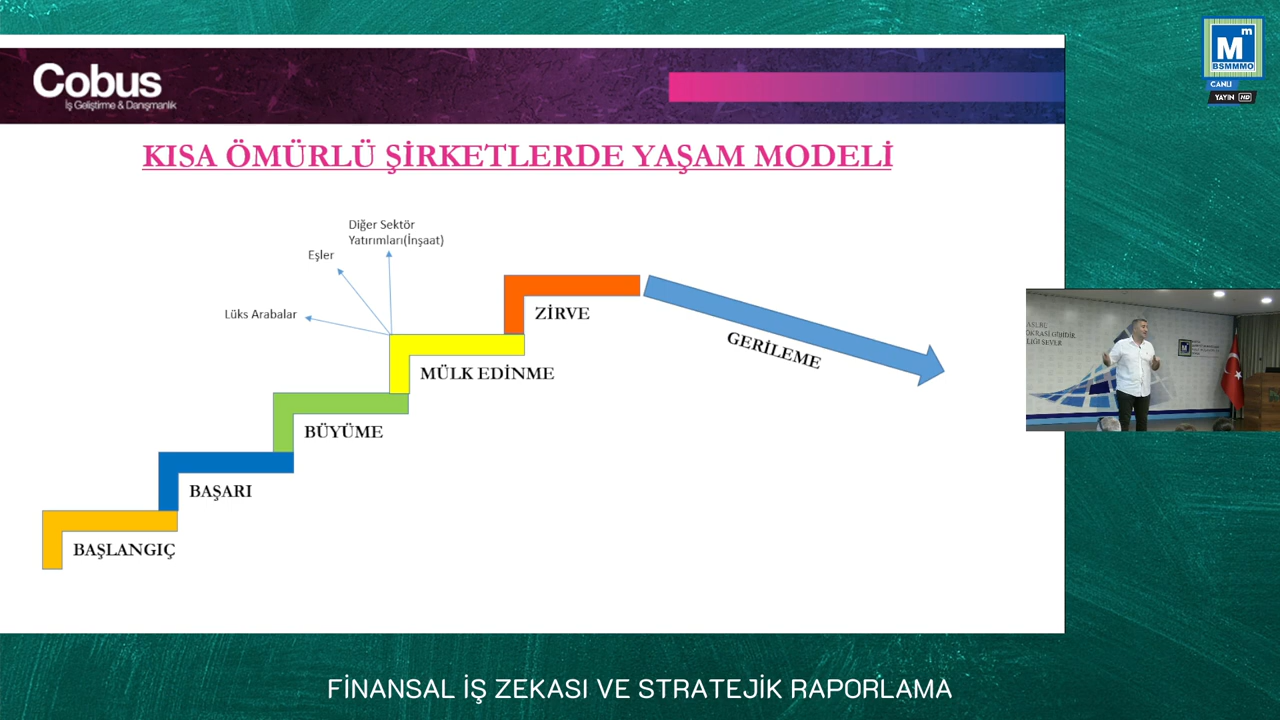 Cobus
İş Geliştirme & Danışmanlık
M
m
BSMMMO
CANLI
YAYIN HD
KISA ÖMÜRLÜ ŞİRKETLERDE YAŞAM MODELİ
Diğer Sektör
Yatırımları(İnşaat)
Eşler
Lüks Arabalar
ZİRVE
GERİLEME
MÜLK EDİNME
BÜYÜME
BAŞARI
BAŞLANGIÇ
FİNANSAL İŞ ZEKASI VE STRATEJİK RAPORLAMA